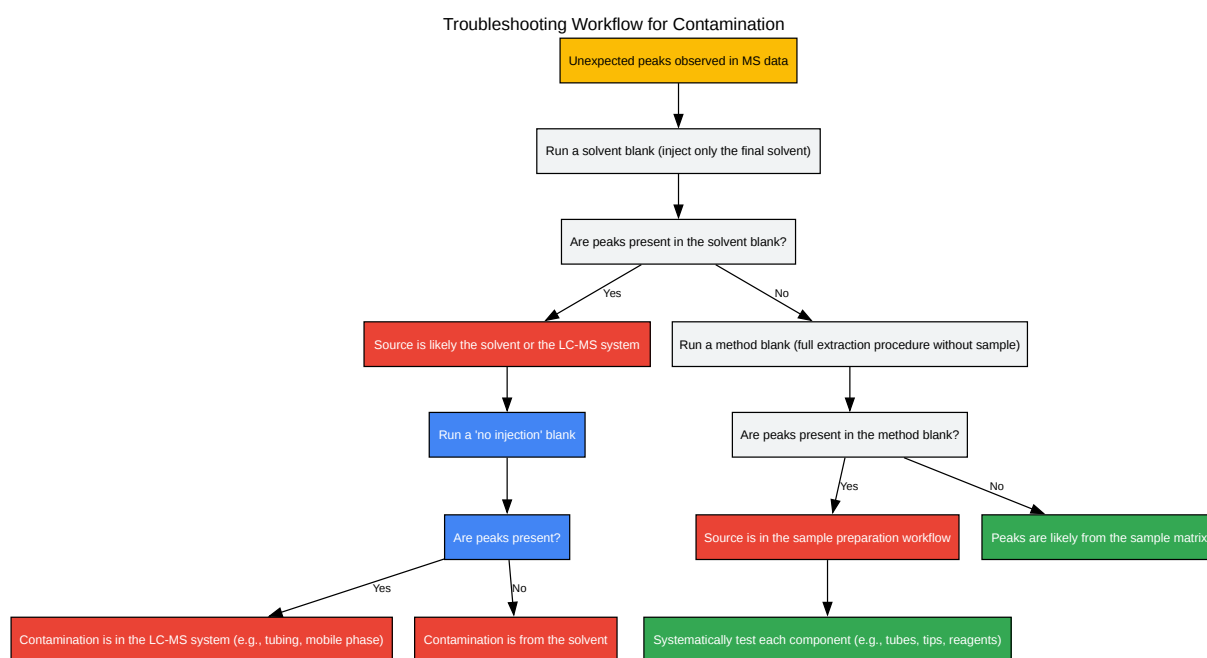 Troubleshooting Workflow for Contamination
Unexpected peaks observed in MS data
Run a solvent blank (inject only the final solvent)
Are peaks present in the solvent blank?
Yes
No
Source is likely the solvent or the LC-MS system
Run a method blank (full extraction procedure without sample)
Run a 'no injection' blank
Are peaks present in the method blank?
Yes
No
Are peaks present?
Source is in the sample preparation workflow
Peaks are likely from the sample matrix
Yes
No
Contamination is in the LC-MS system (e.g., tubing, mobile phase)
Contamination is from the solvent
Systematically test each component (e.g., tubes, tips, reagents)